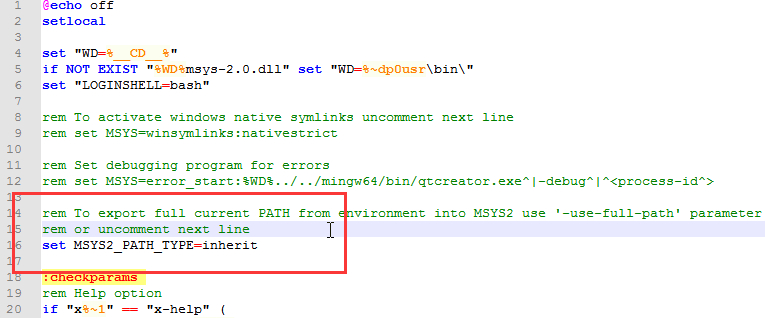 1 @echo off
2 setlocal
3
4 set "WD=%__CD__%"
5 if NOT EXIST "%WD%msys-2.0.dll" set "WD=%~dp0usr\bin\"
6 set "LOGINSHELL=bash"
7
8 rem To activate windows native symlinks uncomment next line
9 rem set MSYS=winsymlinks:nativestrict
10
11 rem Set debugging program for errors
12 rem set MSYS=error_start:%WD%../../mingw64/bin/qtcreator.exe^|-debug^|^<process-id^>
13
14 rem To export full current PATH from environment into MSYS2 use '-use-full-path' parameter
15 rem or uncomment next line
16 set MSYS2_PATH_TYPE=inherit
17
18 :checkparams
19 rem Help option
20 if "x%~1" == "x-help" (